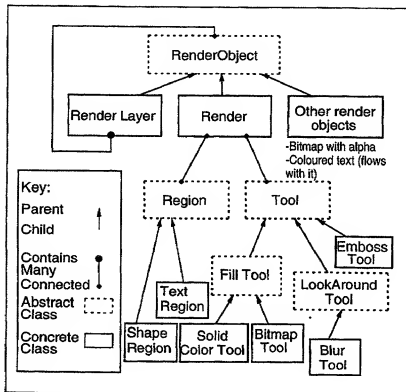 RenderObject
Render Layer
Render
Other render
objects
-Bitmap with alpha
-Coloured text (flows
with it)
Key:
Parent
Child
Contains
Many
Connected
Abstract
Class
Concrete
Class
Region
Tool
Emboss
Tool
Fill Tool
LookAround
Tool
Text
Region
Shape
Region
Solid
Color Tool
Bitmap
Tool
Blur
Tool